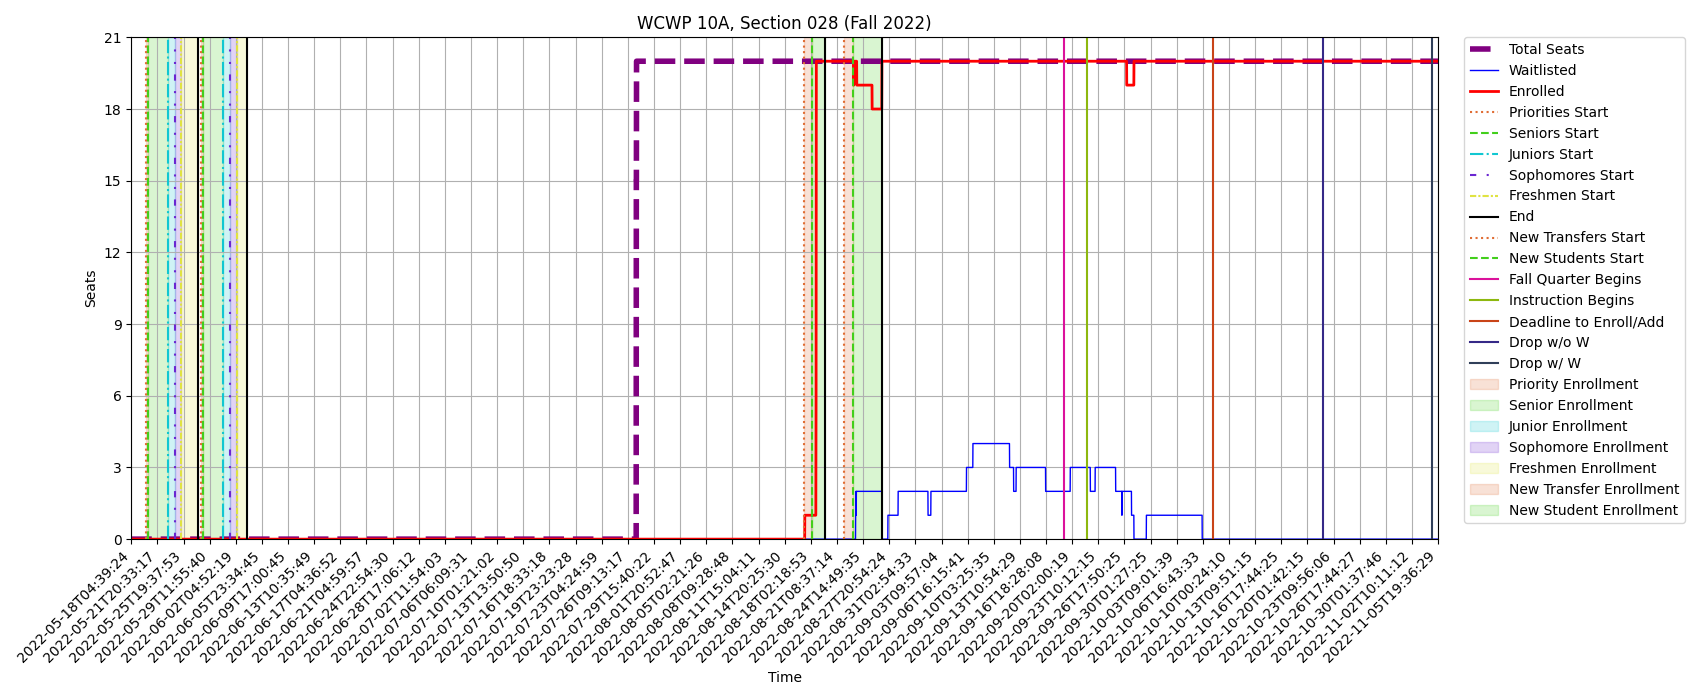 WCWP 10A, Section 028 (Fall 2022)
21
18
15
12
9
6
3
0
Seats
2022-05-18T04:39:24
2022-05-21T20:33:17
2022-05-25T19:37:53
2022-05-29T11:55:40
2022-06-02T04:52:19
2022-06-05T23:34:45
2022-06-09T17:00:45
2022-06-13T10:35:49
2022-06-17T04:36:52
2022-06-21T04:59:57
2022-06-24T22:54:30
2022-06-28T17:06:12
2022-07-02T11:54:03
2022-07-06T06:09:31
2022-07-10T01:21:02
2022-07-13T13:50:50
2022-07-16T18:33:18
2022-07-19T23:23:28
2022-07-23T04:24:59
2022-07-26T09:13:17
2022-07-29T15:40:22
2022-08-01T20:52:47
2022-08-05T02:21:26
2022-08-08T09:28:48
2022-08-11T15:04:11
2022-08-14T20:25:30
2022-08-18T02:18:53
2022-08-21T08:37:14
2022-08-24T14:49:35
2022-08-27T20:54:24
2022-08-31T02:54:33
2022-09-03T09:57:04
2022-09-06T16:15:41
2022-09-10T03:25:35
2022-09-13T10:54:29
2022-09-16T18:28:09
2022-09-20T02:00:19
2022-09-23T10:12:15
2022-09-26T17:50:25
2022-09-30T01:27:25
2022-10-03T09:01:39
2022-10-06T16:43:33
2022-10-10T00:24:10
2022-10-13T09:51:15
2022-10-16T17:44:25
2022-10-20T01:42:15
2022-10-23T09:56:06
2022-10-26T17:44:27
2022-10-30T01:37:46
2022-11-02T10:11:12
2022-11-05T19:36:29
Time
Total Seats
Waitlisted
Enrolled
Priorities Start
Seniors Start
Juniors Start
Sophomores Start
Freshmen Start
End
New Transfers Start
New Students Start
Fall Quarter Begins
Instruction Begins
Deadline to Enroll/Add
Drop w/o W
Drop w/ W
Priority Enrollment
Senior Enrollment
Junior Enrollment
Sophomore Enrollment
Freshmen Enrollment
New Transfer Enrollment
New Student Enrollment